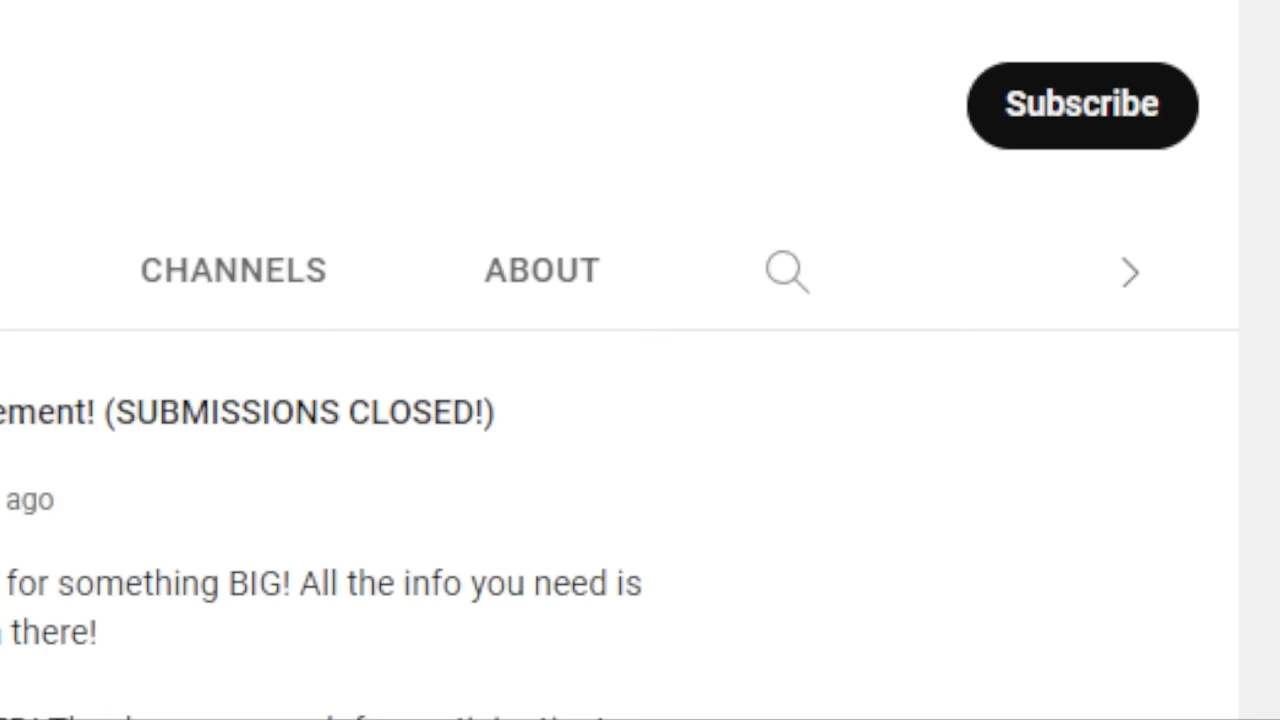 Subscribe
CHANNELS ABOUT
ement! (SUBMISSIONS CLOSED!)
ago
for something BIG! All the info you need is
there!